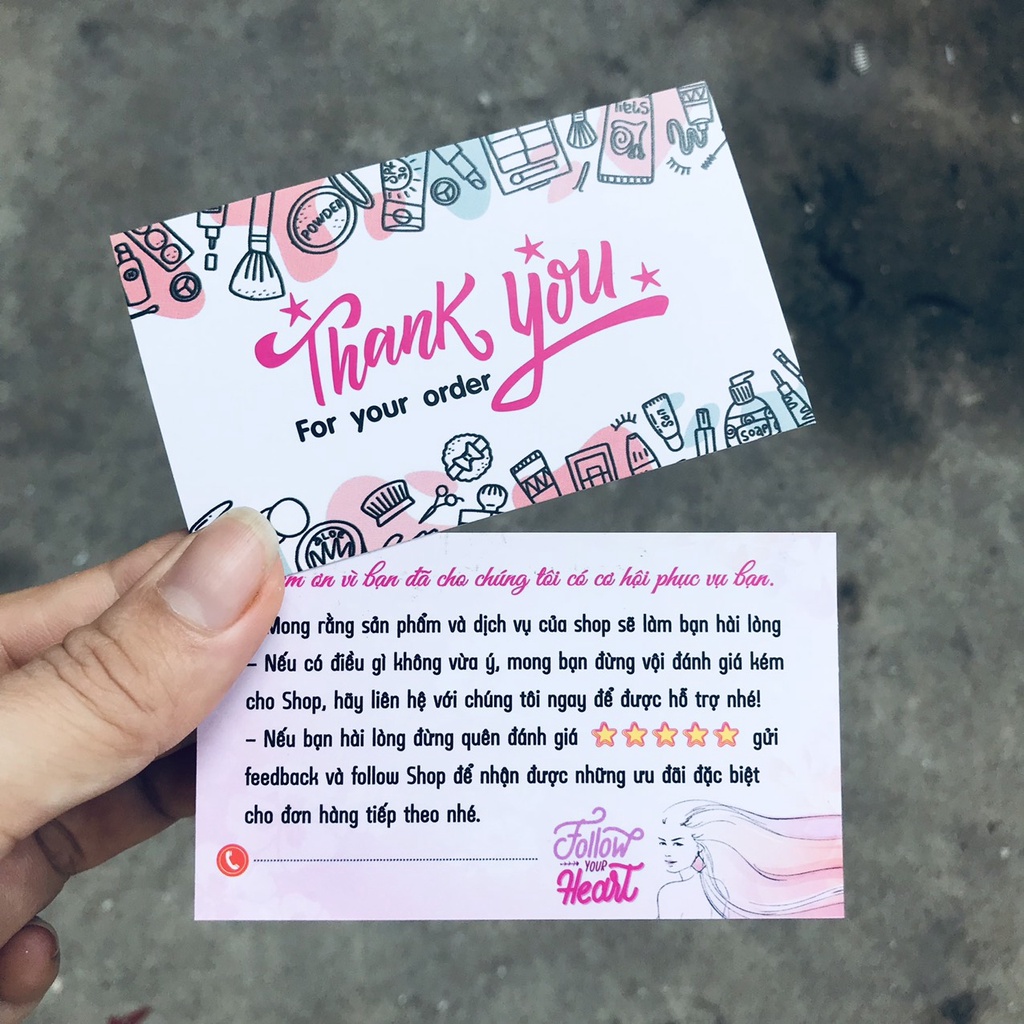 SPF
30
POWDER
Thank you
For your order
LIPS
SOAP
ơn vì bạn đã cho chúng tôi có cơ hội phục vụ bạn.
Mong rằng sản phẩm và dịch vụ của shop sẽ làm bạn hài lòng
– Nếu có điều gì không vừa ý, mong bạn đừng vội đánh giá kém
cho Shop, hãy liên hệ với chúng tôi ngay để được hỗ trợ nhé!
– Nếu bạn hài lòng đừng quên đánh giá gửi
feedback và follow Shop để nhận được những ưu đãi đặc biệt
cho đơn hàng tiếp theo nhé.
Follow
YOUR
Heart